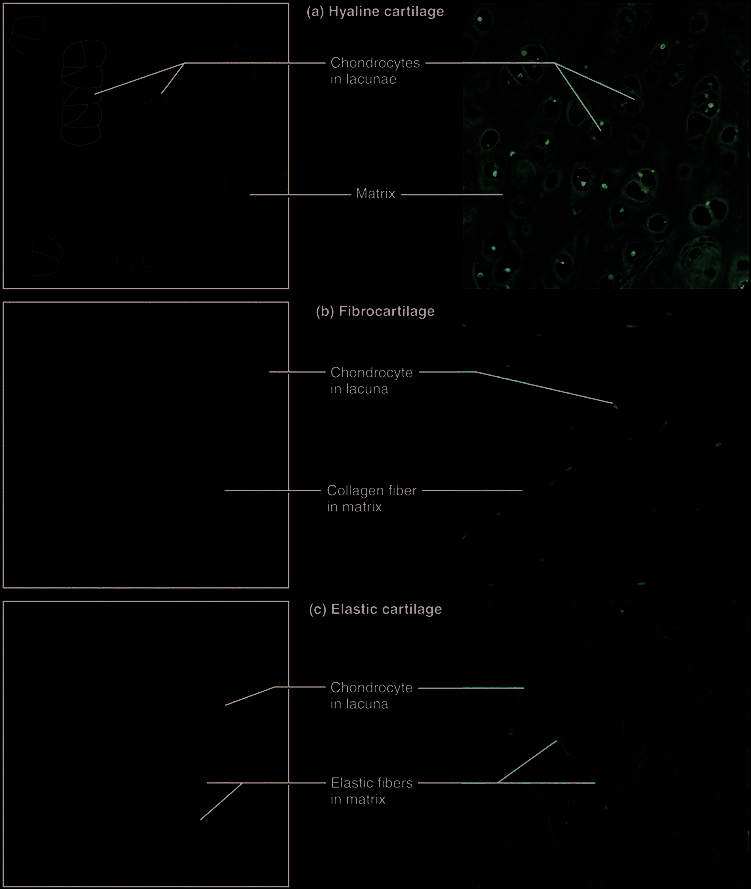 (a) Hyaline cartilage
Chondrocytes
in lacunae
Matrix
(b) Fibrocartilage
Chondrocyte
in lacuna
Collagen fiber
in matrix
(c) Elastic cartilage
Chondrocyte
in lacuna
Elastic fibers
in matrix